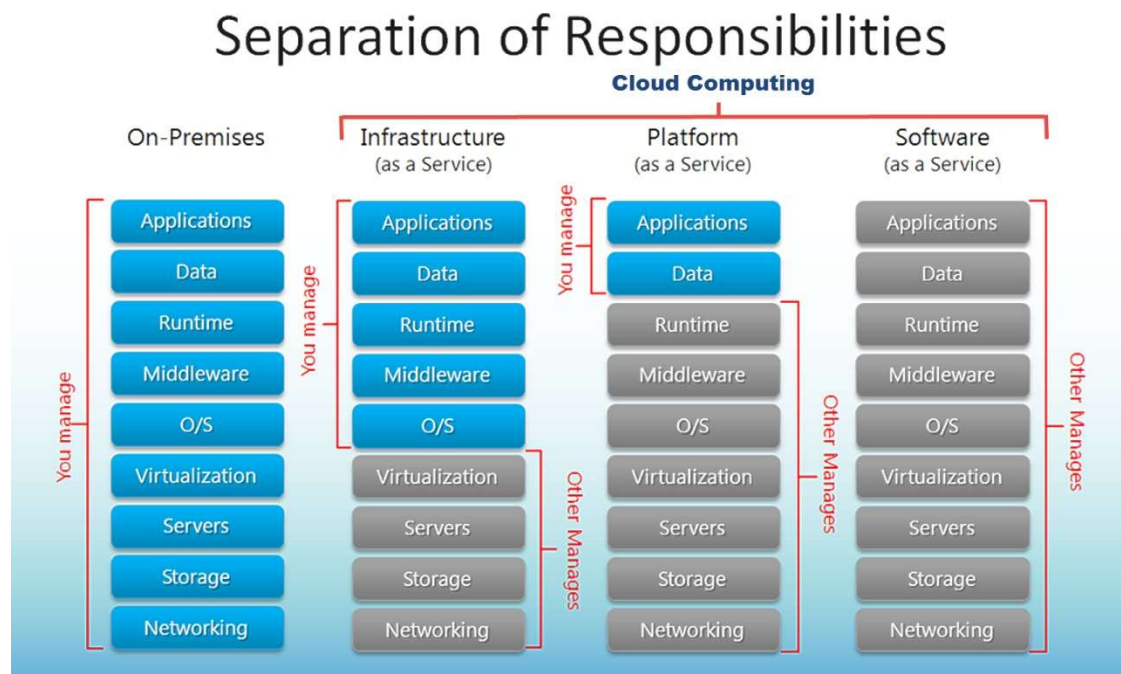 Separation of Responsibilities
Cloud Computing
On-Premises
Infrastructure
(as a Service)
Platform
(as a Service)
Software
(as a Service)
You manage
Applications
Data
Runtime
Middleware
O/S
Virtualization
Servers
Storage
Networking
You manage
Applications
Data
Runtime
Middleware
O/S
Virtualization
Servers
Storage
Networking
Other Manages
You manage
Applications
Data
Runtime
Middleware
O/S
Virtualization
Servers
Storage
Networking
Other Manages
Applications
Data
Runtime
Middleware
O/S
Virtualization
Servers
Storage
Networking
Other Manages